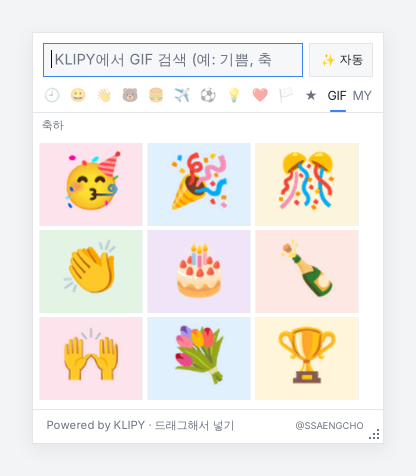 KLIPY에서 GIF 검색 (예: 기쁨, 축
✨ 자동
GIF MY
축하
Powered by KLIPY · 드래그해서 넣기
@SSAENGCHO